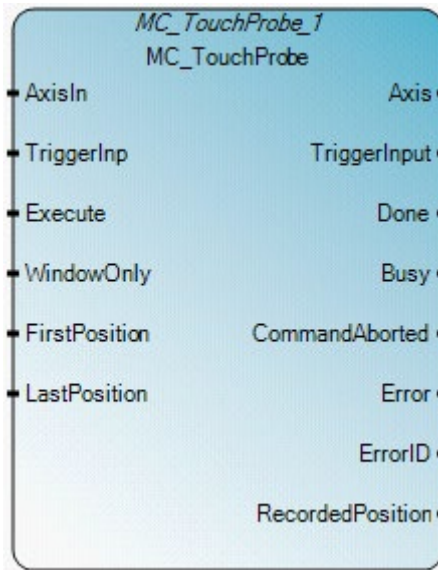 MC_TouchProbe_1
MC_TouchProbe
AxisIn Axis
TriggerInp TriggerInput
Execute Done
WindowOnly Busy
FirstPosition CommandAborted
LastPosition Error
ErrorID
RecordedPosition